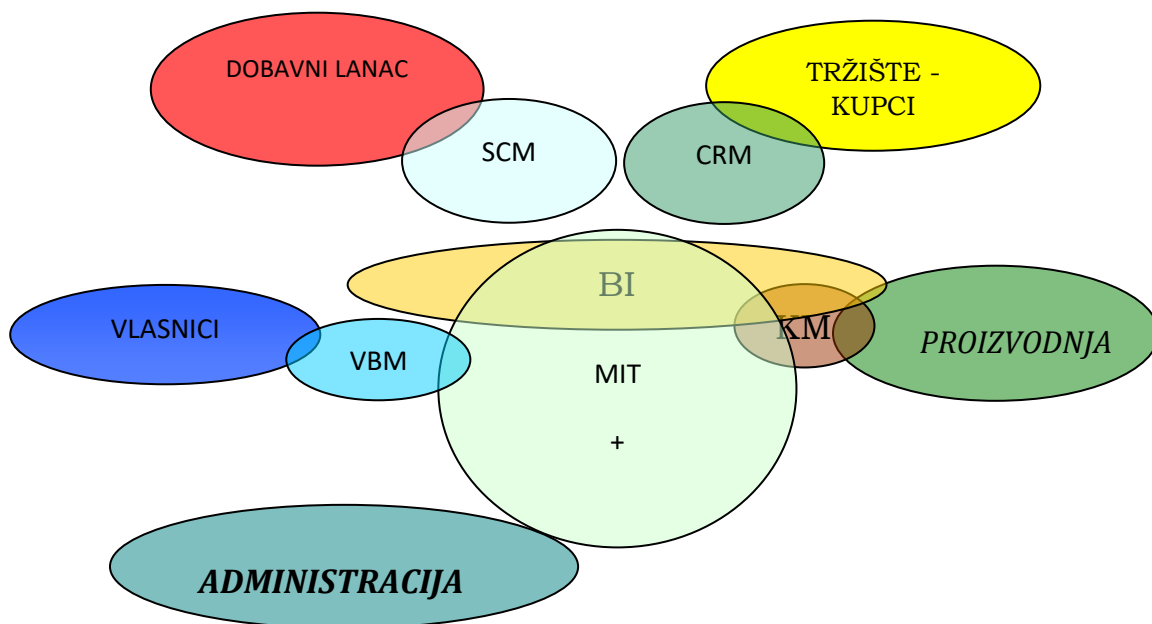 DOBAVNI LANAC
TRŽIŠTE -
KUPCI
SCM
CRM
BI
VLASNICI
VBM
KM
PROIZVODNJA
MIT
+
ADMINISTRACIJA